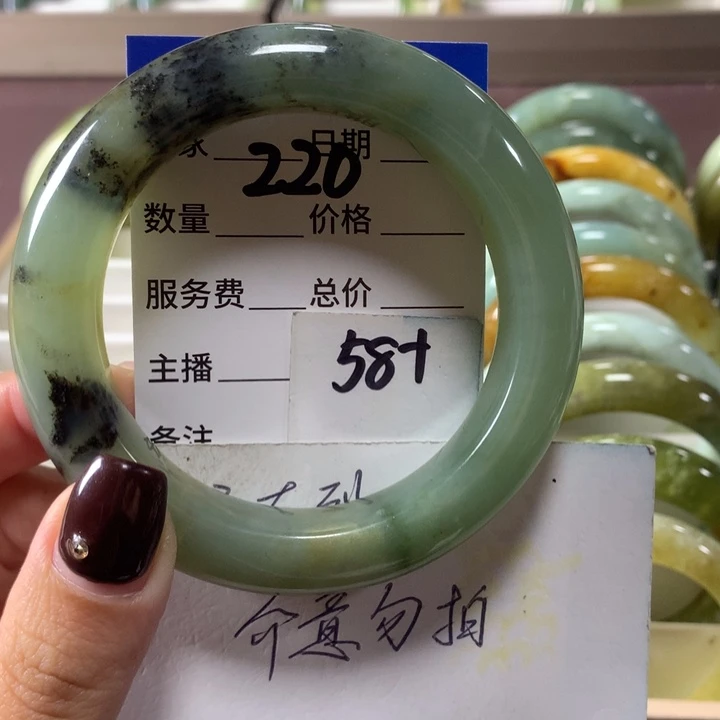 家 日期
220
数量 价格
服务费 总价
主播
58+
备注
介意勿拍